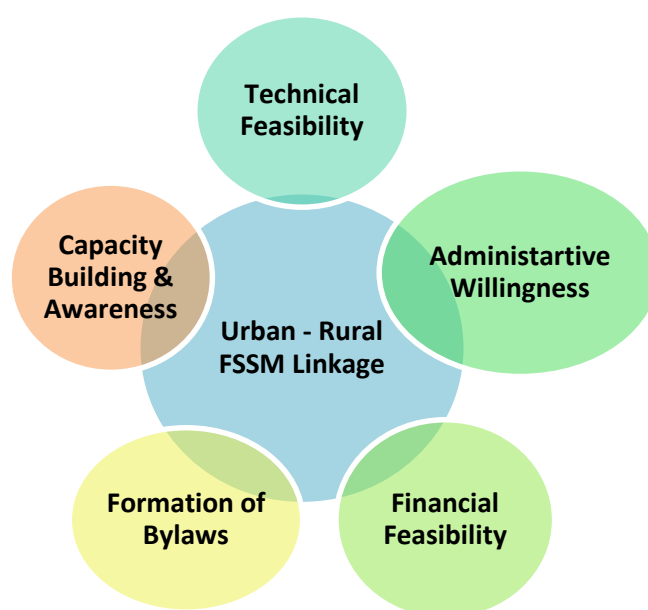 Technical
Feasibility
Capacity
Building &
Awareness
Administartive
Willingness
Urban - Rural
FSSM Linkage
Formation of
Bylaws
Financial
Feasibility